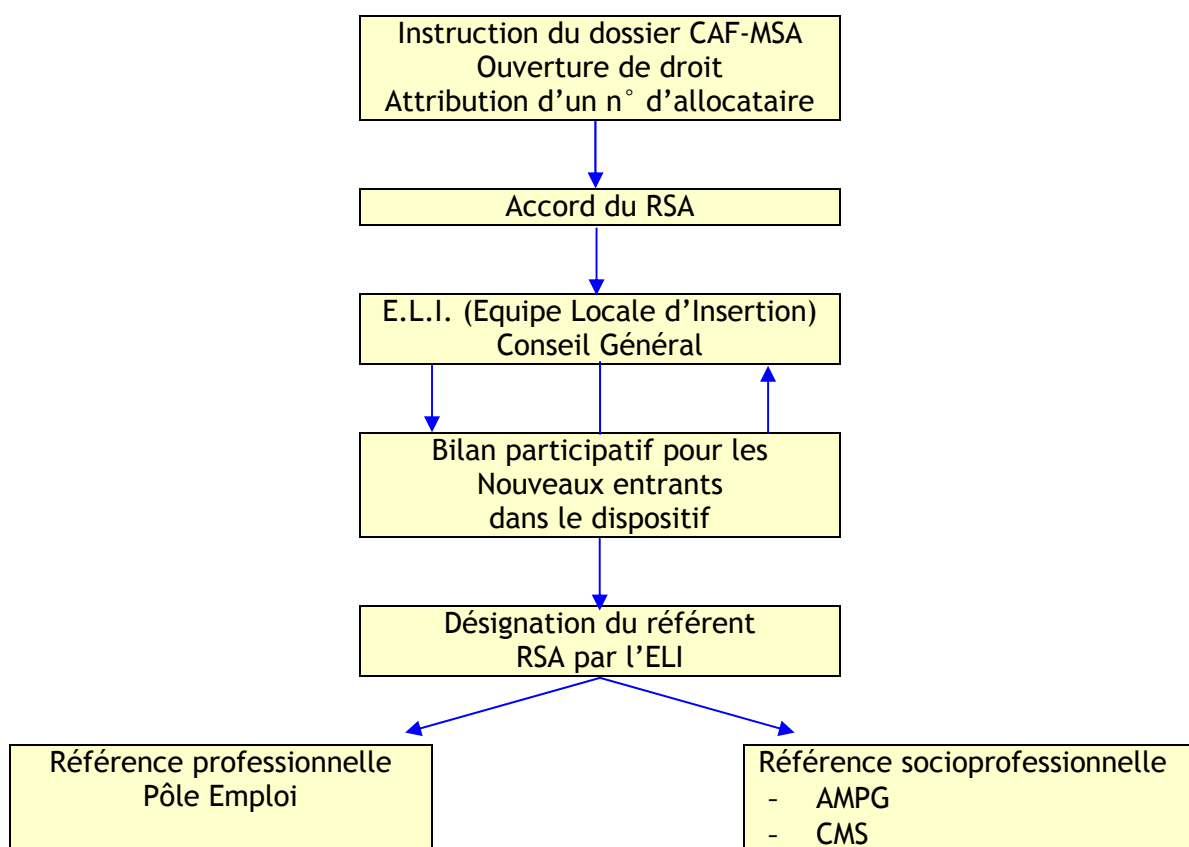 Instruction du dossier CAF-MSA
Ouverture de droit
Attribution d’un n° d’allocataire
Accord du RSA
E.L.I. (Equipe Locale d’Insertion)
Conseil Général
Bilan participatif pour les
Nouveaux entrants
dans le dispositif
Désignation du référent
RSA par l’ELI
Référence professionnelle
Pôle Emploi
Référence socioprofessionnelle
- AMPG
- CMS